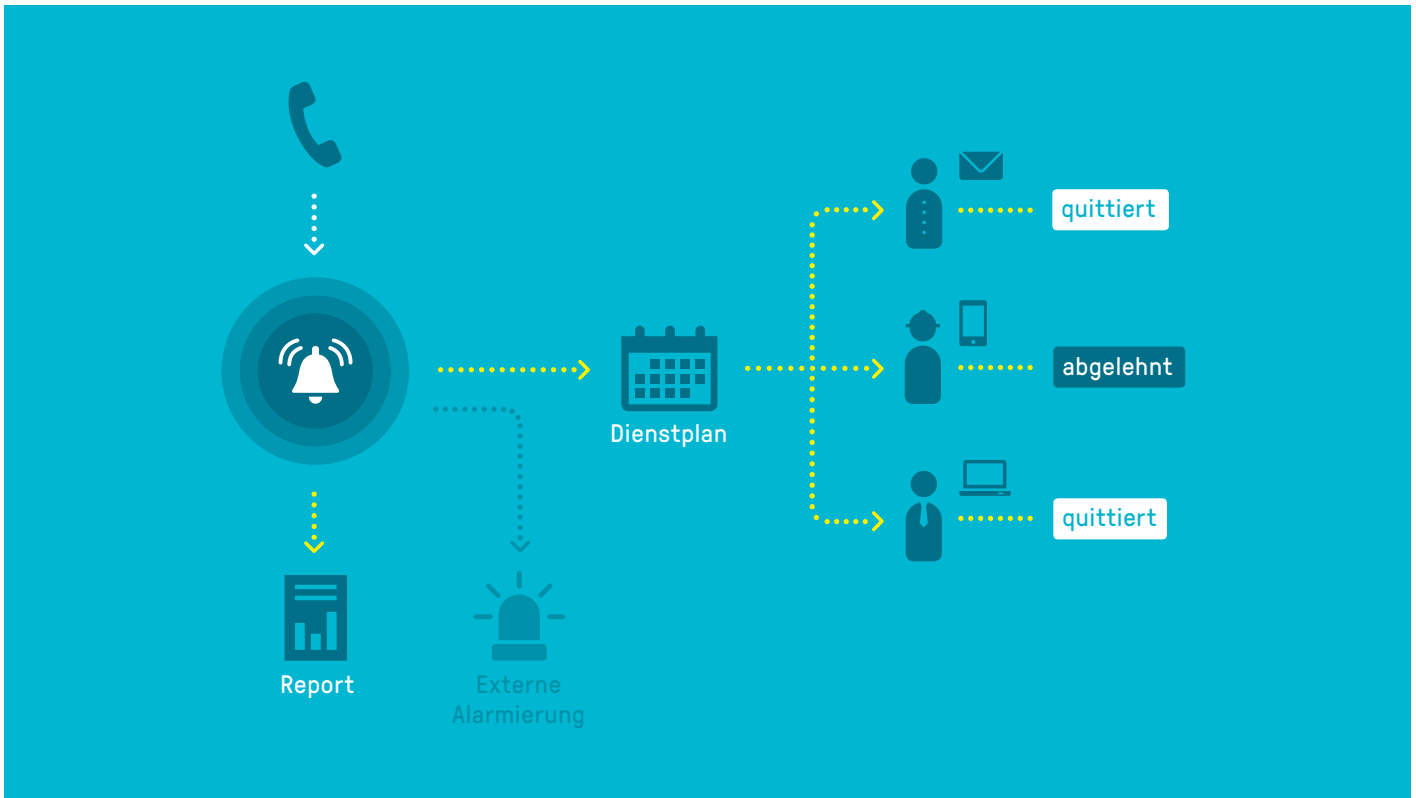 quittiert
abgelehnt
Dienstplan
quittiert
Report
Externe
Alarmierung